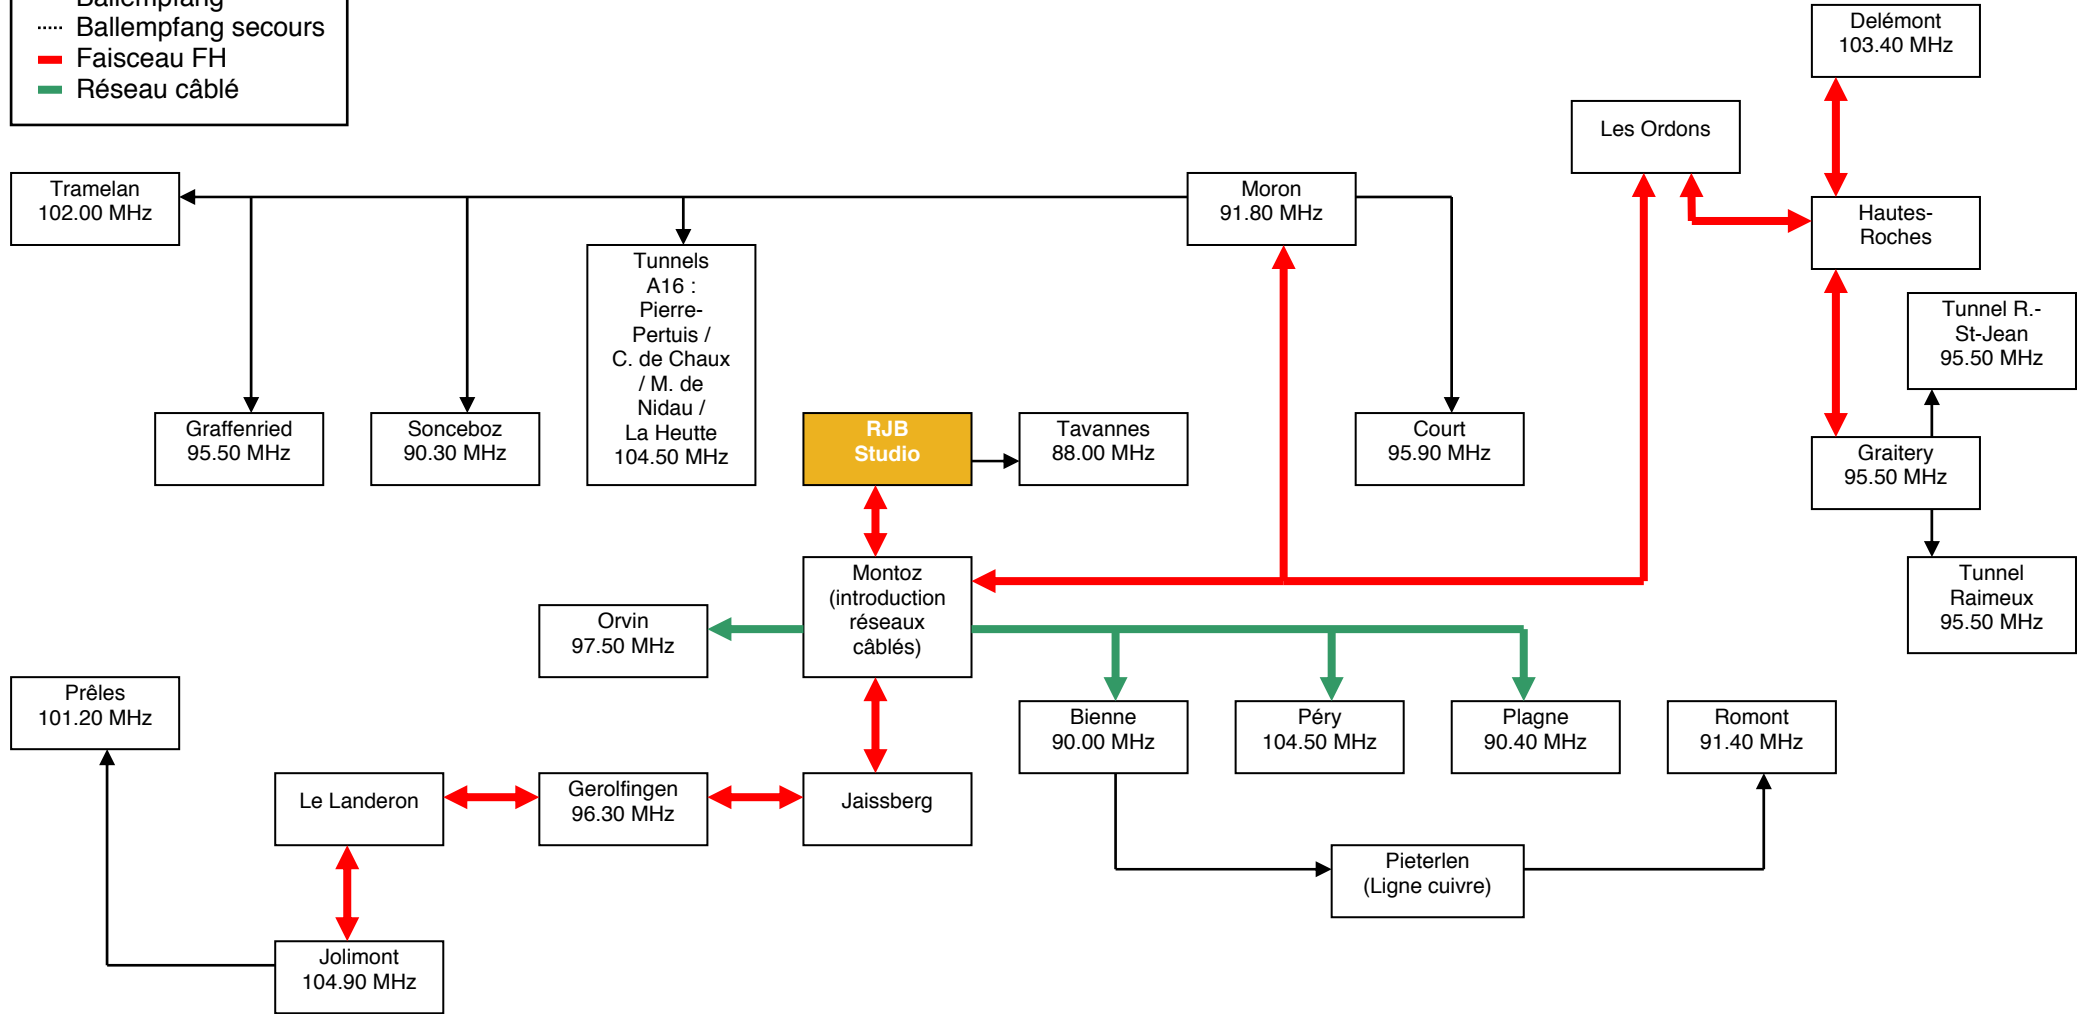 Ballempfang
Ballempfang secours
Faisceau FH
Réseau câblé
Delémont
103.40 MHz
Les Ordons
Tramelan
102.00 MHz
Moron
91.80 MHz
Hautes-
Roches
Tunnels
A16 :
Pierre-
Pertuis /
C. de Chaux
/ M. de
Nidau /
La Heutte
104.50 MHz
Tunnel R.-
St-Jean
95.50 MHz
Graffenried
95.50 MHz
Sonceboz
90.30 MHz
RJB
Studio
Tavannes
88.00 MHz
Court
95.90 MHz
Graitery
95.50 MHz
Montoz
(introduction
réseaux
câblés)
Tunnel
Raimeux
95.50 MHz
Orvin
97.50 MHz
Prêles
101.20 MHz
Bienne
90.00 MHz
Péry
104.50 MHz
Plagne
90.40 MHz
Romont
91.40 MHz
Le Landeron
Gerolfingen
96.30 MHz
Jaissberg
Pieterlen
(Ligne cuivre)
Jolimont
104.90 MHz